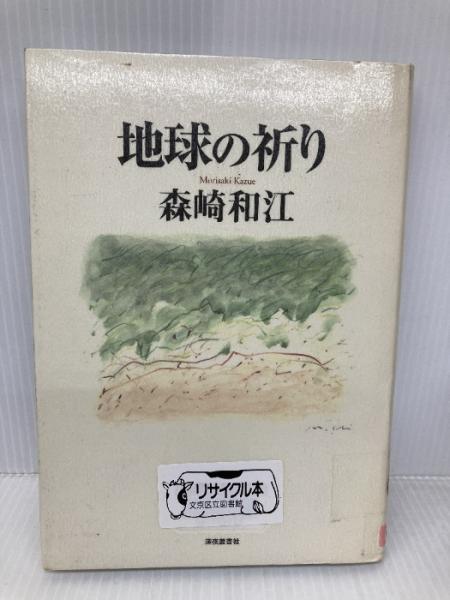 地球の祈り
Morisaki Kazue
森崎和江
リサイクル本
文京区立図書館
深夜叢書社